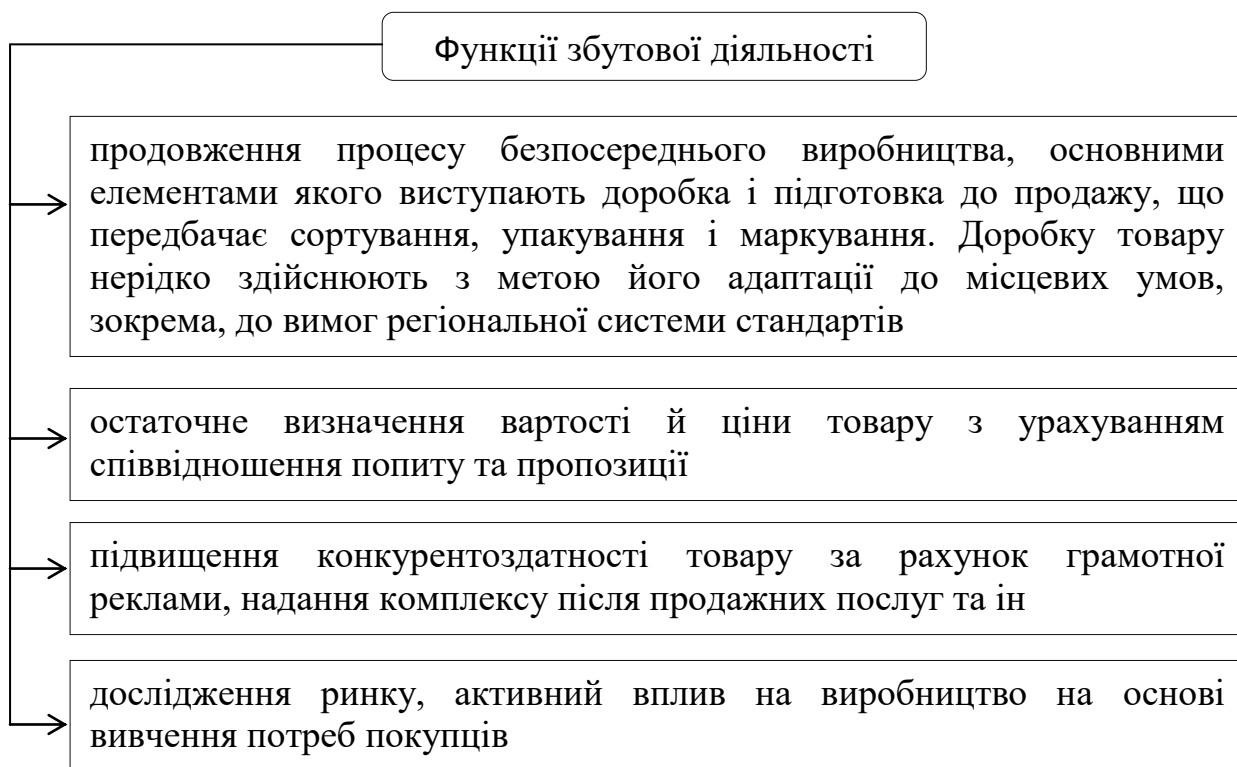 Функції збутової діяльності
продовження процесу безпосереднього виробництва, основними
елементами якого виступають доробка і підготовка до продажу, що
передбачає сортування, упакування і маркування. Доробку товару
нерідко здійснюють з метою його адаптації до місцевих умов,
зокрема, до вимог регіональної системи стандартів
остаточне визначення вартості й ціни товару з урахуванням
співвідношення попиту та пропозиції
підвищення конкурентоздатності товару за рахунок грамотної
реклами, надання комплексу після продажних послуг та ін
дослідження ринку, активний вплив на виробництво на основі
вивчення потреб покупців